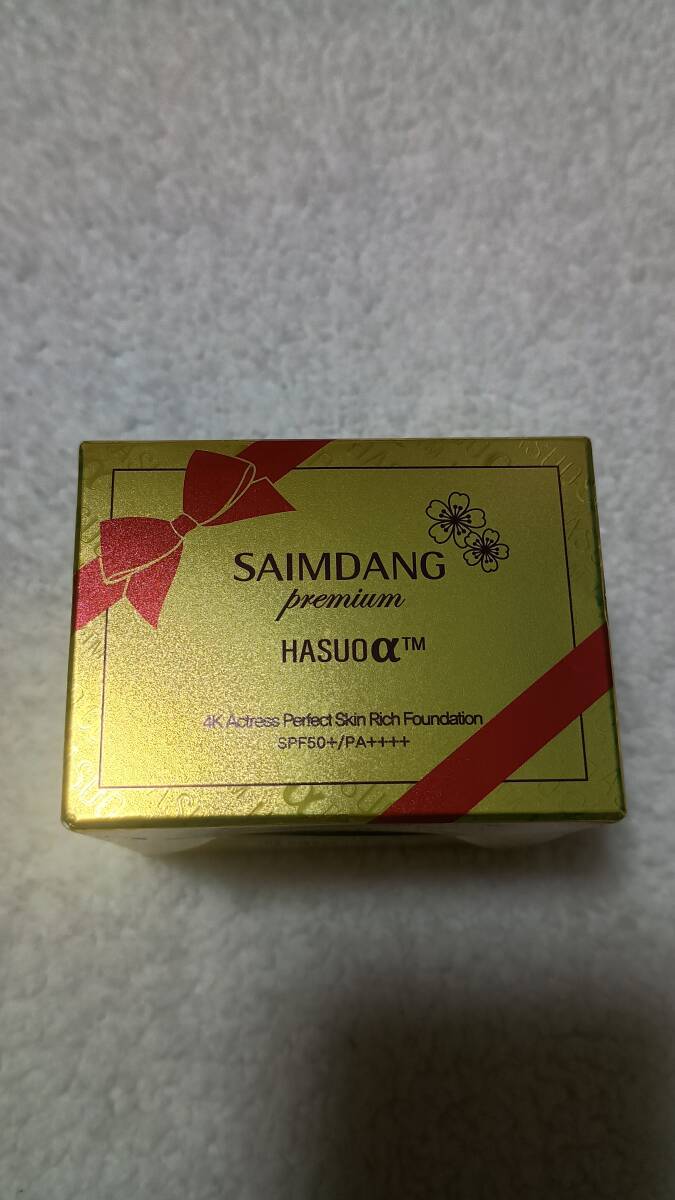 SAIMDANG
premium
HASUOα™
4K Actress Perfect Skin Rich Foundation
SPF50+/PA++++